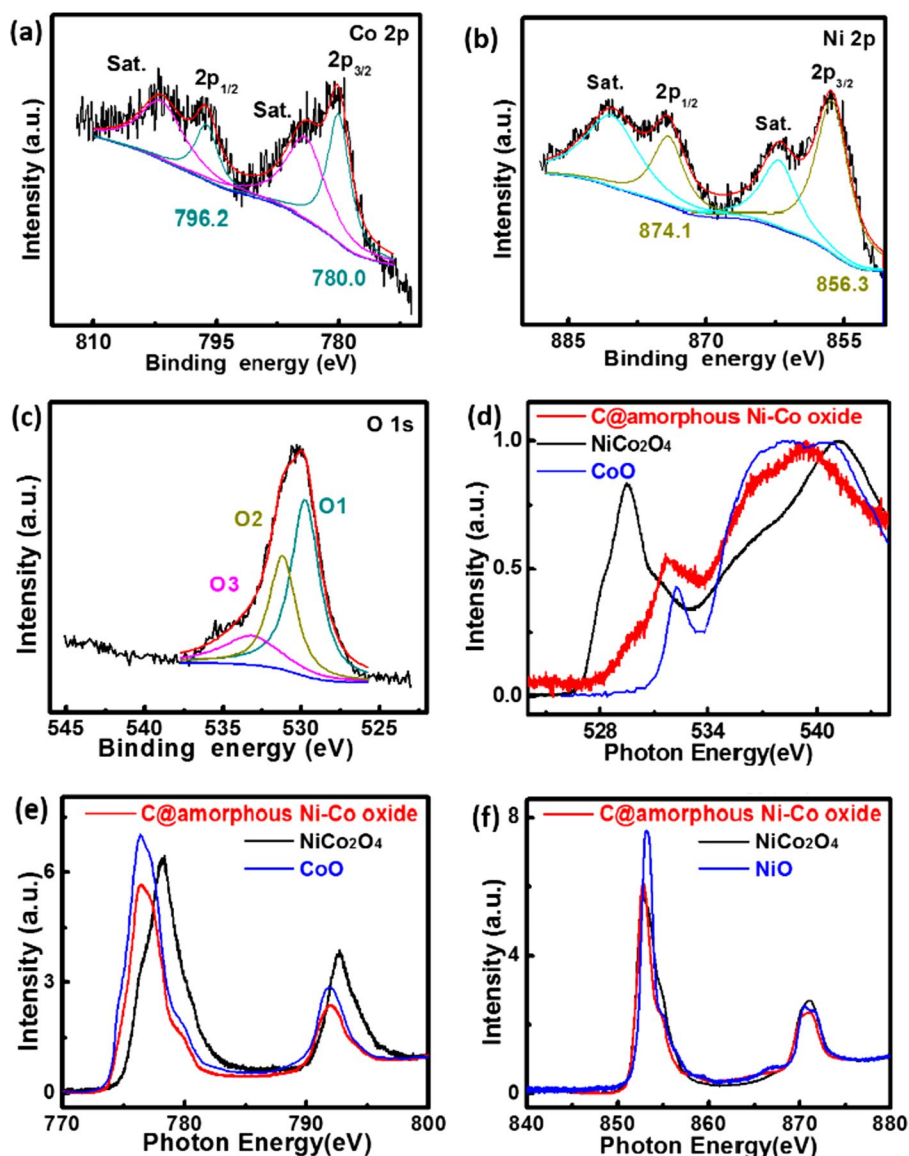 (a)
Co 2p
Sat.
2p1/2
Sat.
2p3/2
796.2
780.0
Intensity (a.u.)
810 795 780
Binding energy (eV)
(b)
Ni 2p
Sat.
2p1/2
Sat.
2p3/2
874.1
856.3
Intensity (a.u.)
885 870 855
Binding energy (eV)
(c)
O 1s
O1
O2
O3
Intensity (a.u.)
545 540 535 530 525
Binding energy (eV)
(d)
C@amorphous Ni-Co oxide
NiCo2O4
CoO
1.0
0.5
0.0
Intensity (a.u.)
528 534 540
Photon Energy(eV)
(e)
C@amorphous Ni-Co oxide
NiCo2O4
CoO
6
3
0
Intensity (a.u.)
770 780 790 800
Photon Energy(eV)
(f)
C@amorphous Ni-Co oxide
NiCo2O4
NiO
8
4
0
Intensity (a.u.)
840 850 860 870 880
Photon Energy(eV)